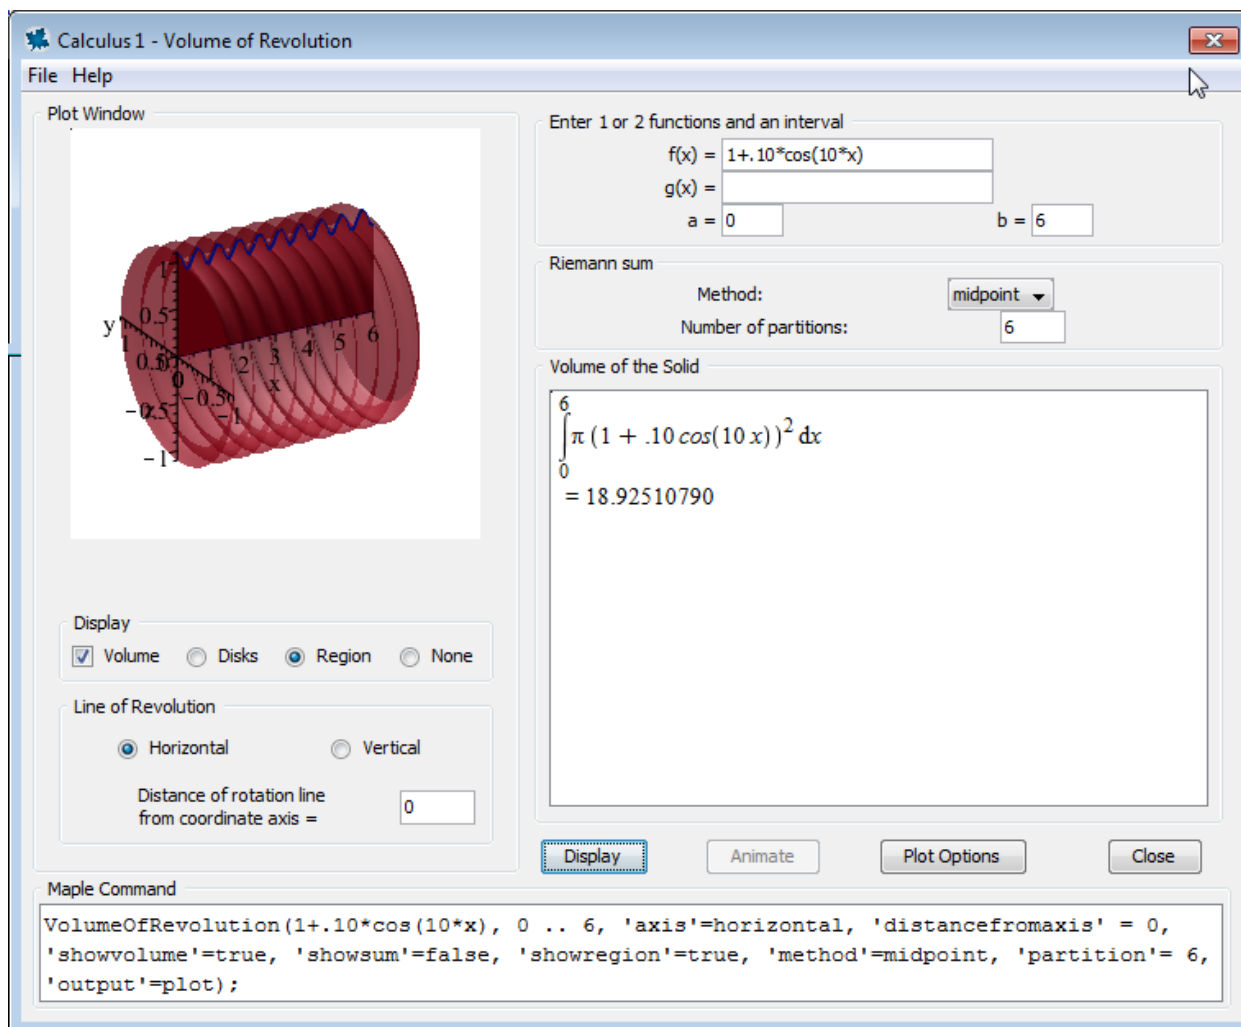 Calculus 1 - Volume of Revolution
File Help
Plot Window
1
0.5
y
1
0.5
0
0
-0.5
-1
-0.5
-1
1 2 3 4 5 6
x
Display
Volume Disks Region None
Line of Revolution
Horizontal Vertical
Distance of rotation line
from coordinate axis =
0
Enter 1 or 2 functions and an interval
f(x) = 1+.10*cos(10*x)
g(x) =
a = 0 b = 6
Riemann sum
Method: midpoint
Number of partitions: 6
Volume of the Solid
6
∫π (1 + .10 cos(10 x))² dx
0
= 18.92510790
Display Animate Plot Options Close
Maple Command
VolumeOfRevolution(1+.10*cos(10*x), 0 .. 6, 'axis'=horizontal, 'distancefromaxis' = 0,
'showvolume'=true, 'showsum'=false, 'showregion'=true, 'method'=midpoint, 'partition'= 6,
'output'=plot);